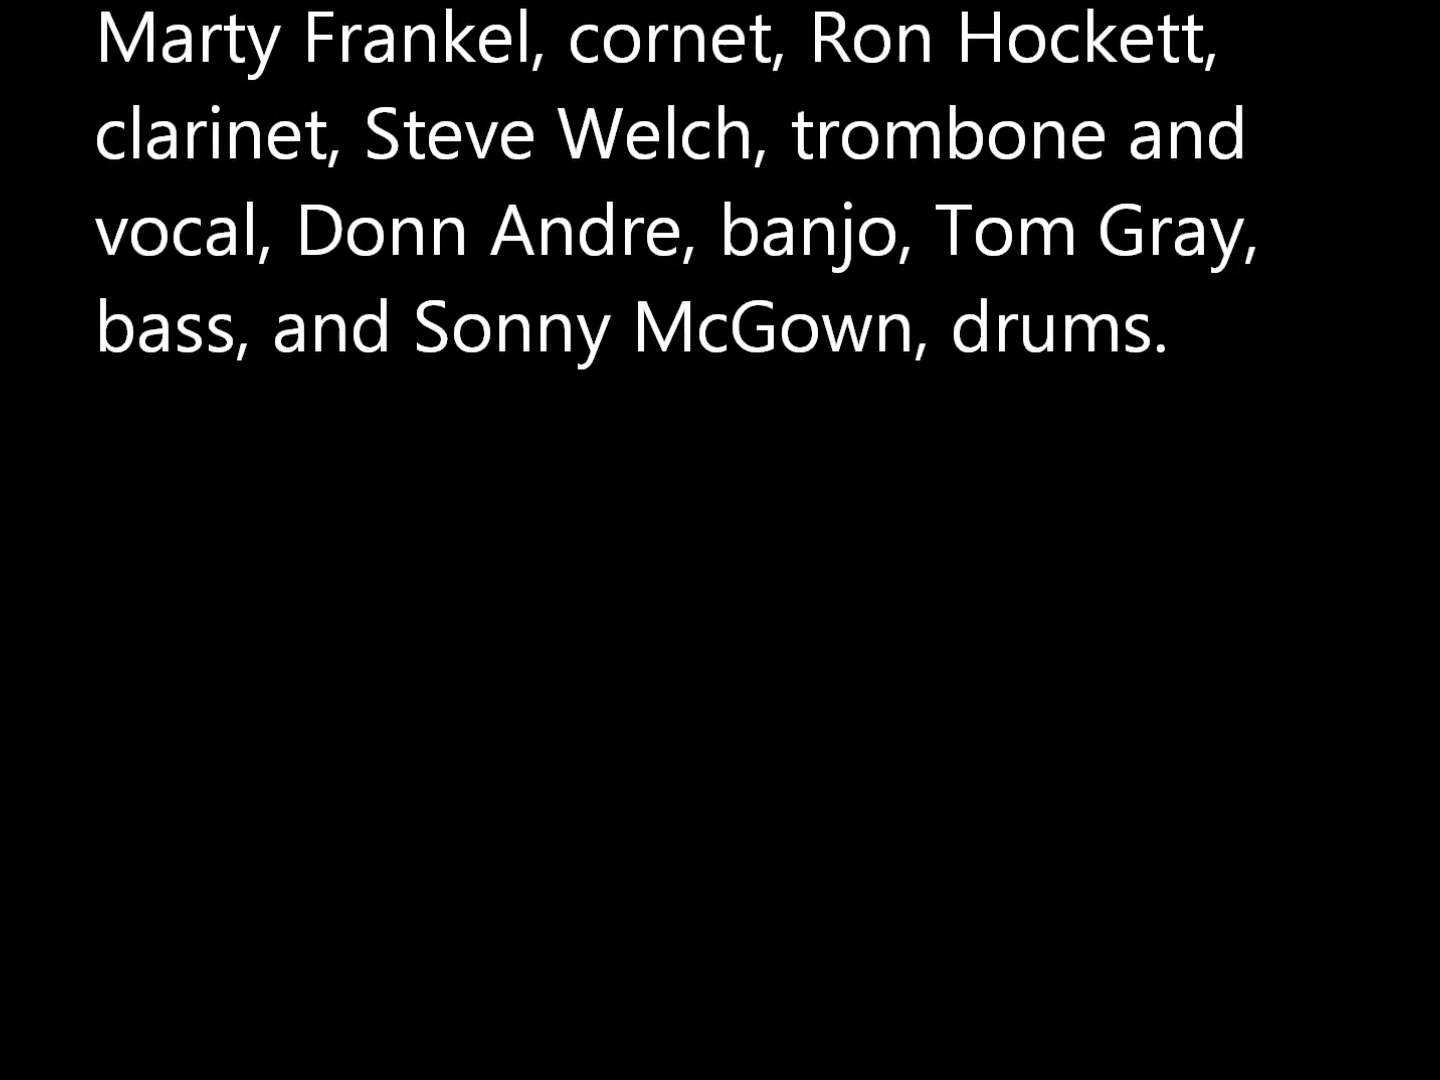 Marty Frankel, cornet, Ron Hockett,
clarinet, Steve Welch, trombone and
vocal, Donn Andre, banjo, Tom Gray,
bass, and Sonny McGown, drums.